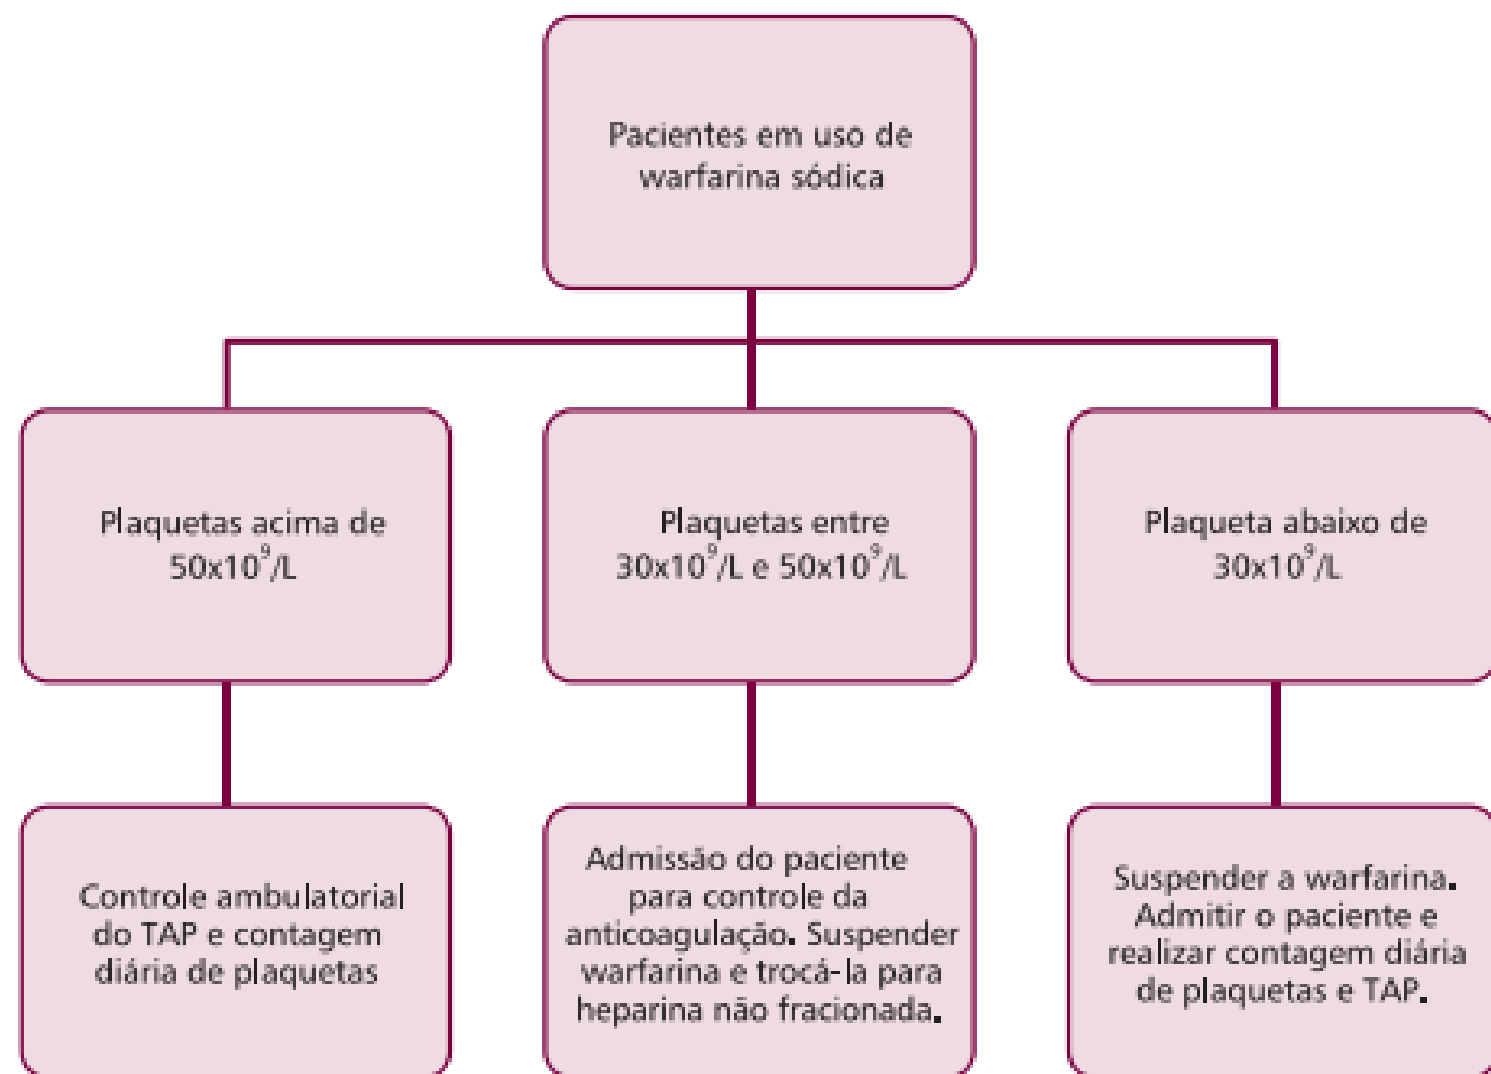 Pacientes em uso de
warfarina sódica
Plaquetas acima de
50x10⁹/L
Plaquetas entre
30x10⁹/L e 50x10⁹/L
Plaqueta abaixo de
30x10⁹/L
Controle ambulatorial
do TAP e contagem
diária de plaquetas
Admissão do paciente
para controle da
anticoagulação. Suspender
warfarina e trocá-la para
heparina não fracionada.
Suspender a warfarina.
Admitir o paciente e
realizar contagem diária
de plaquetas e TAP.